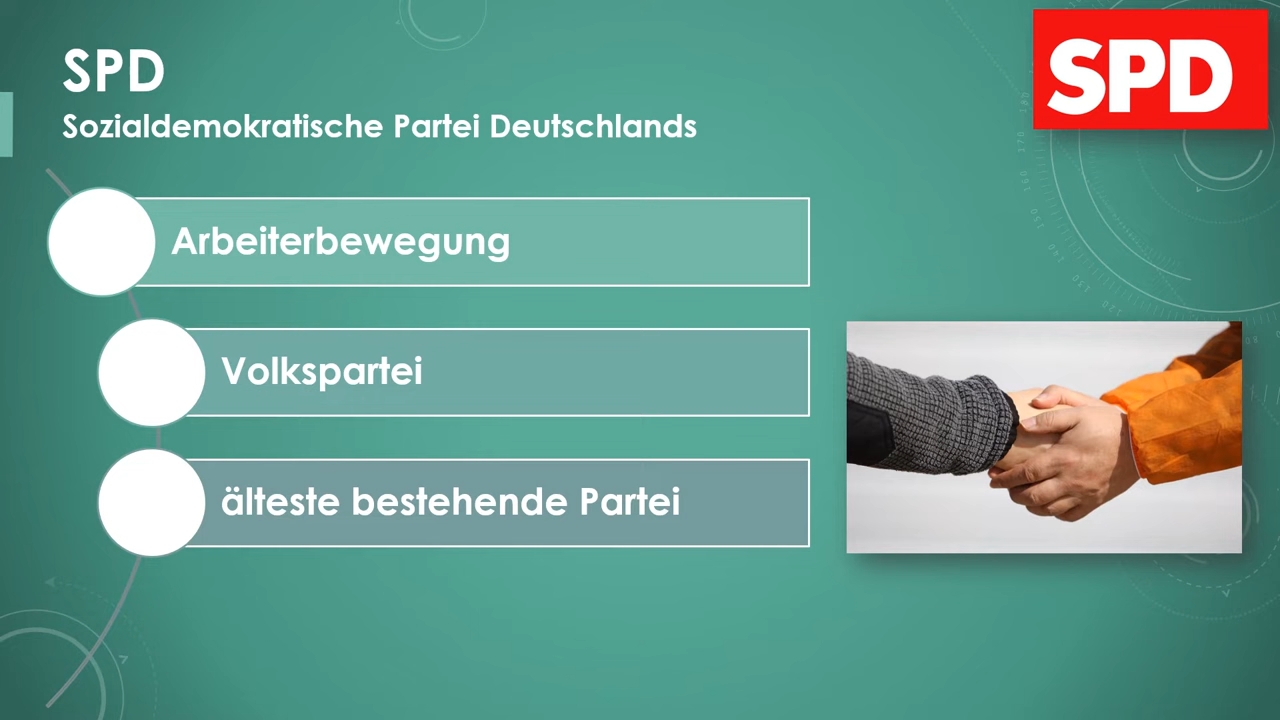 SPD
SPD
Sozialdemokratische Partei Deutschlands
Arbeiterbewegung
Volkspartei
älteste bestehende Partei